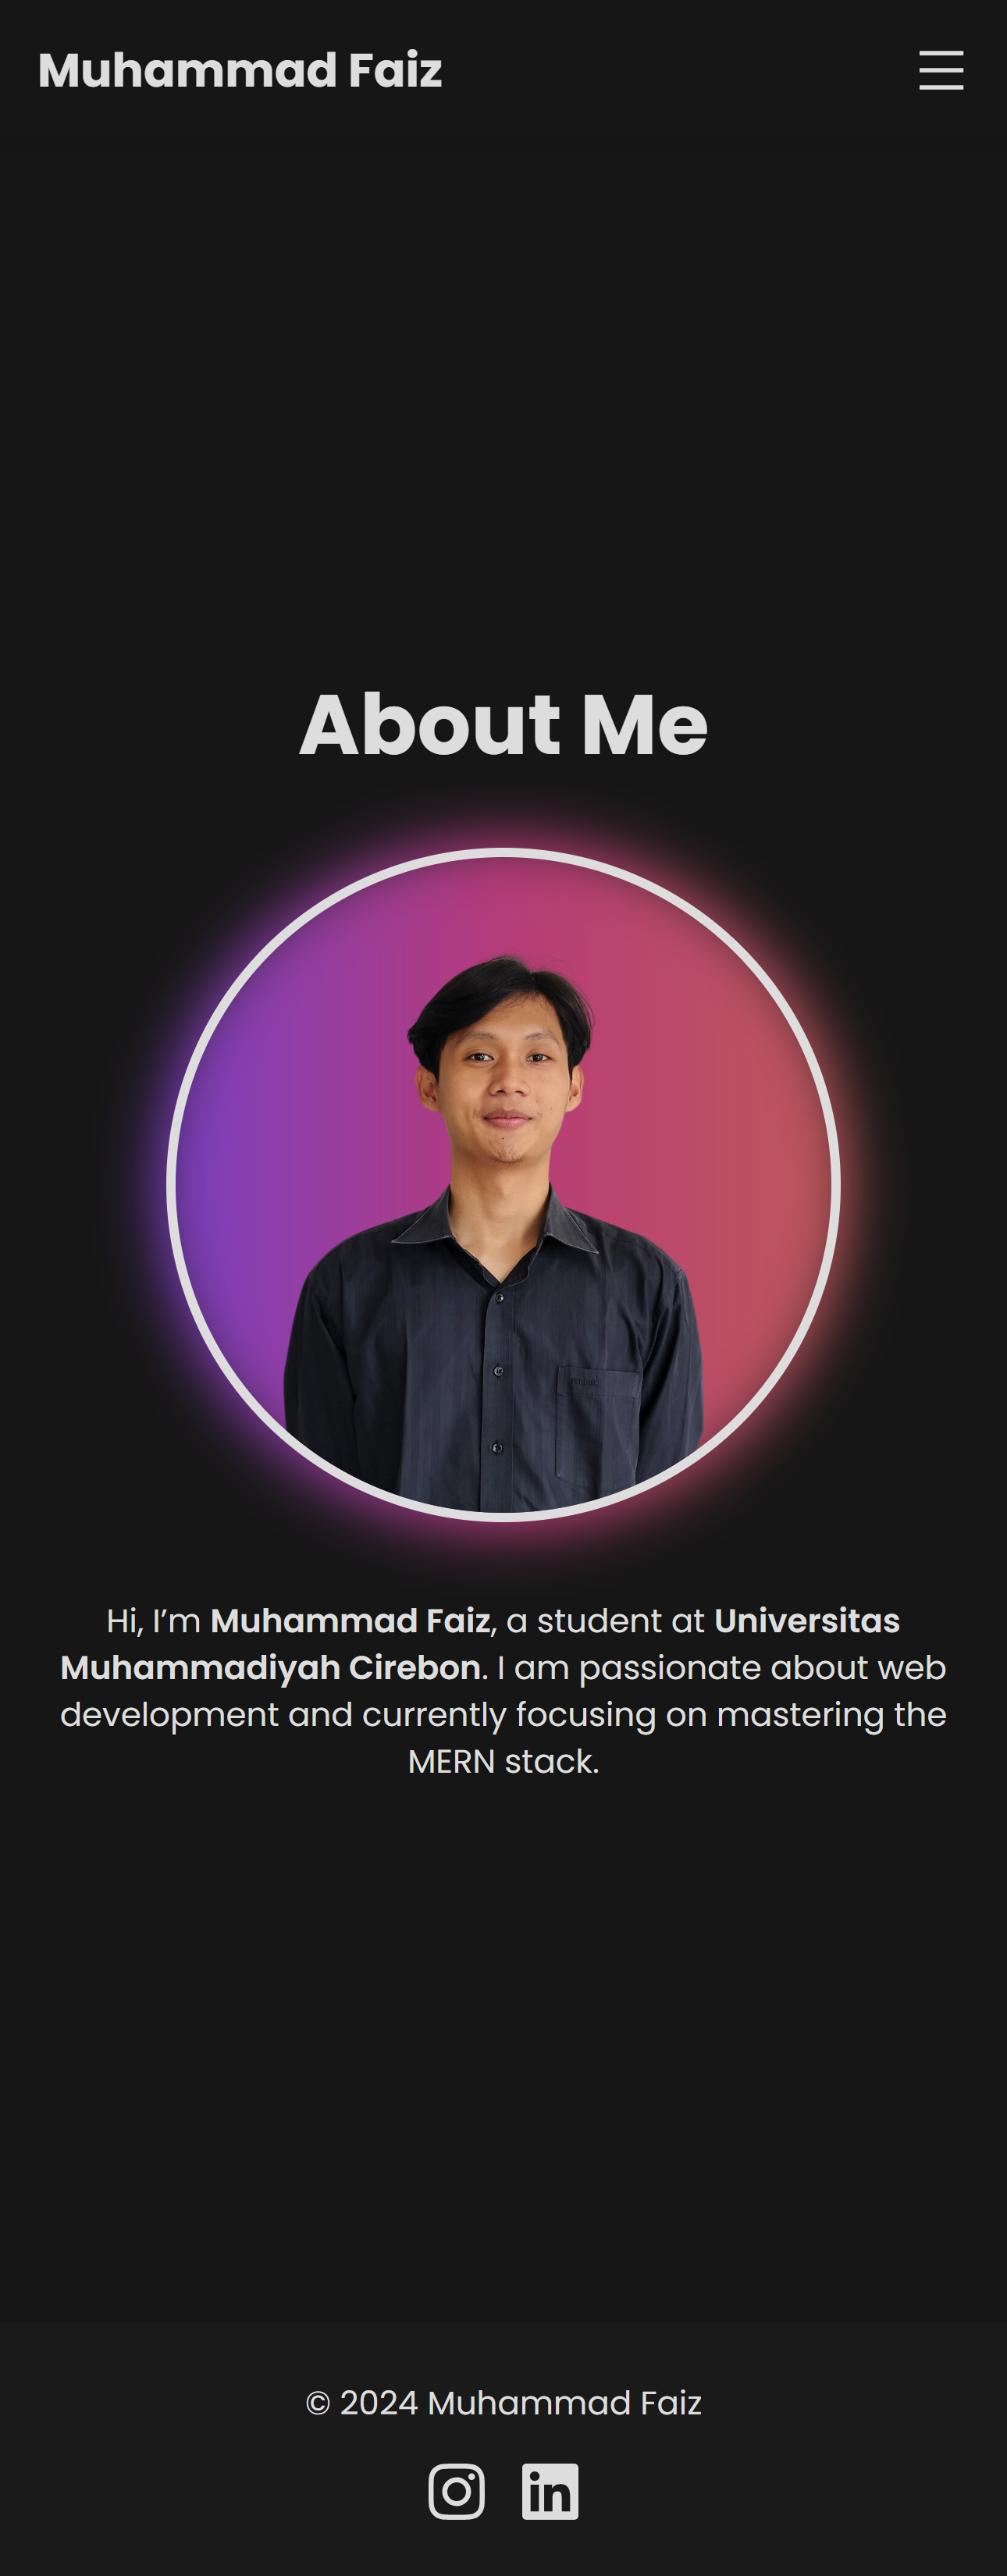 Muhammad Faiz
About Me
Hi, I’m Muhammad Faiz, a student at Universitas
Muhammadiyah Cirebon. I am passionate about web
development and currently focusing on mastering the
MERN stack.
© 2024 Muhammad Faiz
in